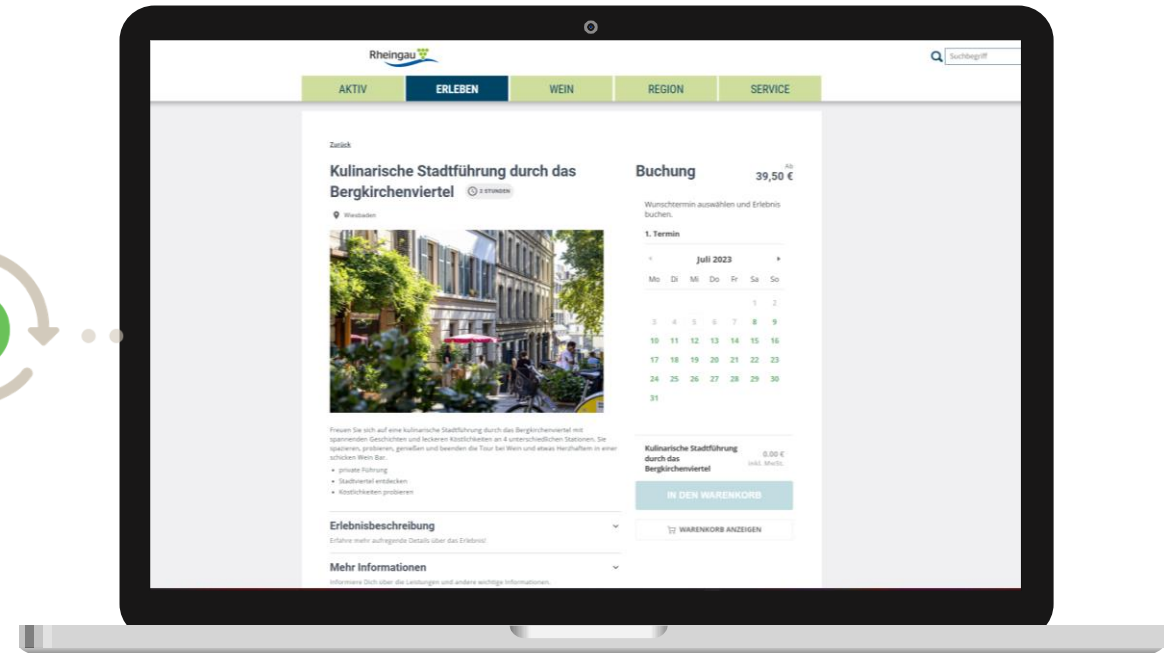 Rheingau
Suchbegriff
AKTIV ERLEBEN WEIN REGION SERVICE
Zurück
Kulinarische Stadtführung durch das
Bergkirchenviertel 2 STUNDEN
Wiesbaden
Freuen Sie sich auf eine kulinarische Stadtführung durch das Bergkirchenviertel mit
spannenden Geschichten und leckeren Köstlichkeiten an 4 unterschiedlichen Stationen. Sie
spazieren, probieren, genießen und beenden die Tour bei Wein und etwas Herzhaftem in einer
schicken Wein Bar.
• private Führung
• Stadtviertel entdecken
• Köstlichkeiten probieren
Erlebnisbeschreibung
Erfahre mehr aufregende Details über das Erlebnis!
Mehr Informationen
Informiere Dich über die Leistungen und andere wichtige Informationen.
Buchung
Ab
39,50 €
Wunschtermin auswählen und Erlebnis
buchen.
1. Termin
Juli 2023
Mo Di Mi Do Fr Sa So
1 2
3 4 5 6 7 8 9
10 11 12 13 14 15 16
17 18 19 20 21 22 23
24 25 26 27 28 29 30
31
Kulinarische Stadtführung
durch das
Bergkirchenviertel
0.00 €
inkl. MwSt.
IN DEN WARENKORB
WARENKORB ANZEIGEN